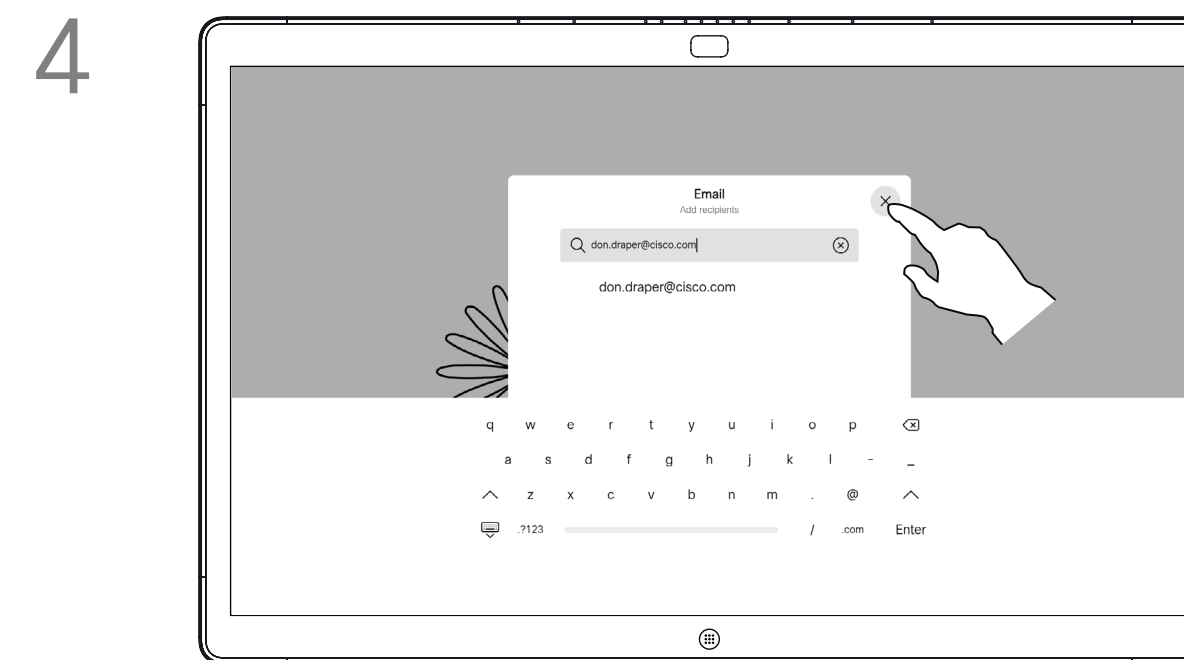 4
Email
Add recipients
don.draper@cisco.com
don.draper@cisco.com
q w e r t y u i o p
a s d f g h j k l - _
z x c v b n m . @
.?123 / .com Enter